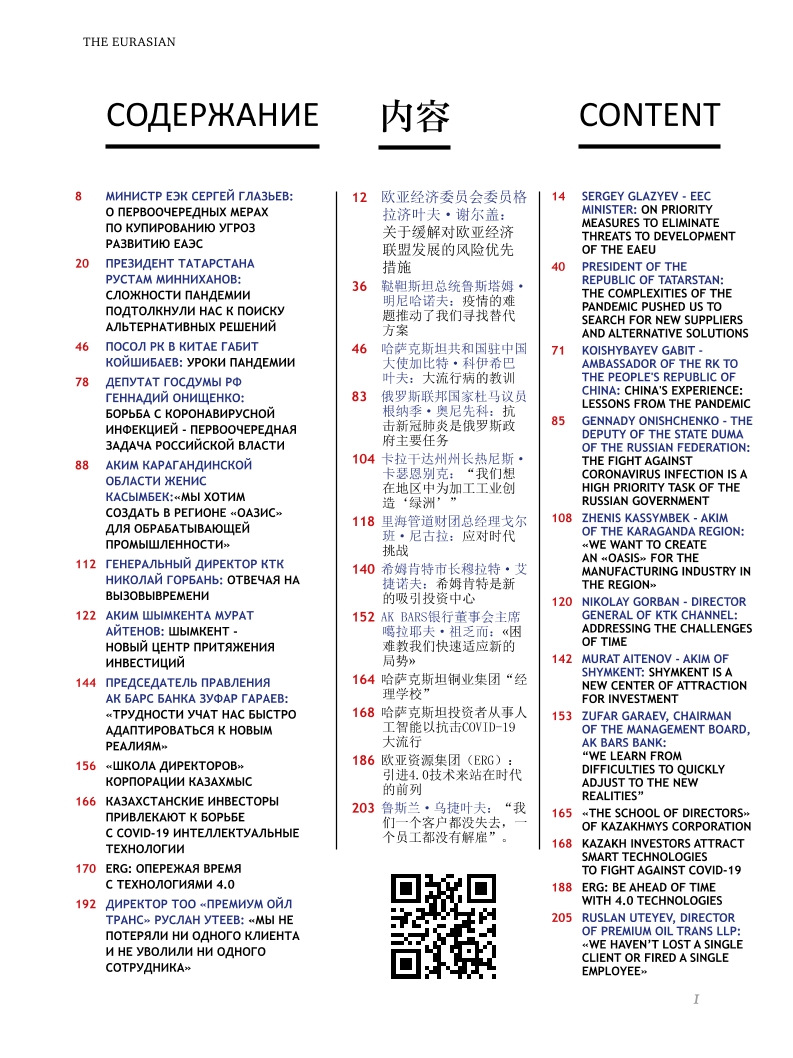 THE EURASIAN
СОДЕРЖАНИЕ
8 МИНИСТР ЕЭК СЕРГЕЙ ГЛАЗЬЕВ:
О ПЕРВООЧЕРЕДНЫХ МЕРАХ
ПО КУПИРОВАНИЮ УГРОЗ
РАЗВИТИЮ ЕАЭС
20 ПРЕЗИДЕНТ ТАТАРСТАНА
РУСТАМ МИННИХАНОВ:
СЛОЖНОСТИ ПАНДЕМИИ
ПОДТОЛКНУЛИ НАС К ПОИСКУ
АЛЬТЕРНАТИВНЫХ РЕШЕНИЙ
46 ПОСОЛ РК В КИТАЕ ГАБИТ
КОЙШИБАЕВ: УРОКИ ПАНДЕМИИ
78 ДЕПУТАТ ГОСДУМЫ РФ
ГЕННАДИЙ ОНИЩЕНКО:
БОРЬБА С КОРОНАВИРУСНОЙ
ИНФЕКЦИЕЙ - ПЕРВООЧЕРЕДНАЯ
ЗАДАЧА РОССИЙСКОЙ ВЛАСТИ
88 АКИМ КАРАГАНДИНСКОЙ
ОБЛАСТИ ЖЕНИС
КАСЫМБЕК:«МЫ ХОТИМ
СОЗДАТЬ В РЕГИОНЕ «ОАЗИС»
ДЛЯ ОБРАБАТЫВАЮЩЕЙ
ПРОМЫШЛЕННОСТИ»
112 ГЕНЕРАЛЬНЫЙ ДИРЕКТОР КТК
НИКОЛАЙ ГОРБАНЬ: ОТВЕЧАЯ НА
ВЫЗОВЫВРЕМЕНИ
122 АКИМ ШЫМКЕНТА МУРАТ
АЙТЕНОВ: ШЫМКЕНТ -
НОВЫЙ ЦЕНТР ПРИТЯЖЕНИЯ
ИНВЕСТИЦИЙ
144 ПРЕДСЕДАТЕЛЬ ПРАВЛЕНИЯ
АК БАРС БАНКА ЗУФАР ГАРАЕВ:
«ТРУДНОСТИ УЧАТ НАС БЫСТРО
АДАПТИРОВАТЬСЯ К НОВЫМ
РЕАЛИЯМ»
156 «ШКОЛА ДИРЕКТОРОВ»
КОРПОРАЦИИ КАЗАХМЫС
166 КАЗАХСТАНСКИЕ ИНВЕСТОРЫ
ПРИВЛЕКАЮТ К БОРЬБЕ
С COVID-19 ИНТЕЛЛЕКТУАЛЬНЫЕ
ТЕХНОЛОГИИ
170 ERG: ОПЕРЕЖАЯ ВРЕМЯ
С ТЕХНОЛОГИЯМИ 4.0
192 ДИРЕКТОР ТОО «ПРЕМИУМ ОЙЛ
ТРАНС» РУСЛАН УТЕЕВ: «МЫ НЕ
ПОТЕРЯЛИ НИ ОДНОГО КЛИЕНТА
И НЕ УВОЛИЛИ НИ ОДНОГО
СОТРУДНИКА»
内容
12 欧亚经济委员会委员格
拉济叶夫·谢尔盖：
关于缓解对欧亚经济
联盟发展的风险优先
措施
36 鞑靼斯坦总统鲁斯塔姆·
明尼哈诺夫：疫情的难
题推动了我们寻找替代
方案
46 哈萨克斯坦共和国驻中国
大使加比特·科伊希巴
叶夫：大流行病的教训
83 俄罗斯联邦国家杜马议员
根纳季·奥尼先科：抗
击新冠肺炎是俄罗斯政
府主要任务
104 卡拉干达州州长热尼斯·
卡瑟恩别克：“我们想
在地区中为加工工业创
造‘绿洲’”
118 里海管道财团总经理戈尔
班·尼古拉：应对时代
挑战
140 希姆肯特市长穆拉特·艾
捷诺夫：希姆肯特是新
的吸引投资中心
152 AK BARS银行董事会主席
噶拉耶夫·祖芝而：«困
难教我们快速适应新的
局势»
164 哈萨克斯坦铜业集团“经
理学校”
168 哈萨克斯坦投资者从事人
工智能以抗击COVID-19
大流行
186 欧亚资源集团（ERG）：
引进4.0技术来站在时代
的前列
203 鲁斯兰·乌捷叶夫：“我
们一个客户都没失去，一
个员工都没有解雇”。
CONTENT
14 SERGEY GLAZYEV - EEC
MINISTER: ON PRIORITY
MEASURES TO ELIMINATE
THREATS TO DEVELOPMENT
OF THE EAEU
40 PRESIDENT OF THE
REPUBLIC OF TATARSTAN:
THE COMPLEXITIES OF THE
PANDEMIC PUSHED US TO
SEARCH FOR NEW SUPPLIERS
AND ALTERNATIVE SOLUTIONS
71 KOISHYBAYEV GABIT -
AMBASSADOR OF THE RK TO
THE PEOPLE'S REPUBLIC OF
CHINA: CHINA'S EXPERIENCE:
LESSONS FROM THE PANDEMIC
85 GENNADY ONISHCHENKO - THE
DEPUTY OF THE STATE DUMA
OF THE RUSSIAN FEDERATION:
THE FIGHT AGAINST
CORONAVIRUS INFECTION IS A
HIGH PRIORITY TASK OF THE
RUSSIAN GOVERNMENT
108 ZHENIS KASSYMBEK - AKIM
OF THE KARAGANDA REGION:
«WE WANT TO CREATE
AN «OASIS» FOR THE
MANUFACTURING INDUSTRY IN
THE REGION»
120 NIKOLAY GORBAN - DIRECTOR
GENERAL OF KTK CHANNEL:
ADDRESSING THE CHALLENGES
OF TIME
142 MURAT AITENOV - AKIM OF
SHYMKENT: SHYMKENT IS A
NEW CENTER OF ATTRACTION
FOR INVESTMENT
153 ZUFAR GARAEV, CHAIRMAN
OF THE MANAGEMENT BOARD,
AK BARS BANK:
“WE LEARN FROM
DIFFICULTIES TO QUICKLY
ADJUST TO THE NEW
REALITIES”
165 «THE SCHOOL OF DIRECTORS»
OF KAZAKHMYS CORPORATION
168 KAZAKH INVESTORS ATTRACT
SMART TECHNOLOGIES
TO FIGHT AGAINST COVID-19
188 ERG: BE AHEAD OF TIME
WITH 4.0 TECHNOLOGIES
205 RUSLAN UTEYEV, DIRECTOR
OF PREMIUM OIL TRANS LLP:
«WE HAVEN’T LOST A SINGLE
CLIENT OR FIRED A SINGLE
EMPLOYEE»
I